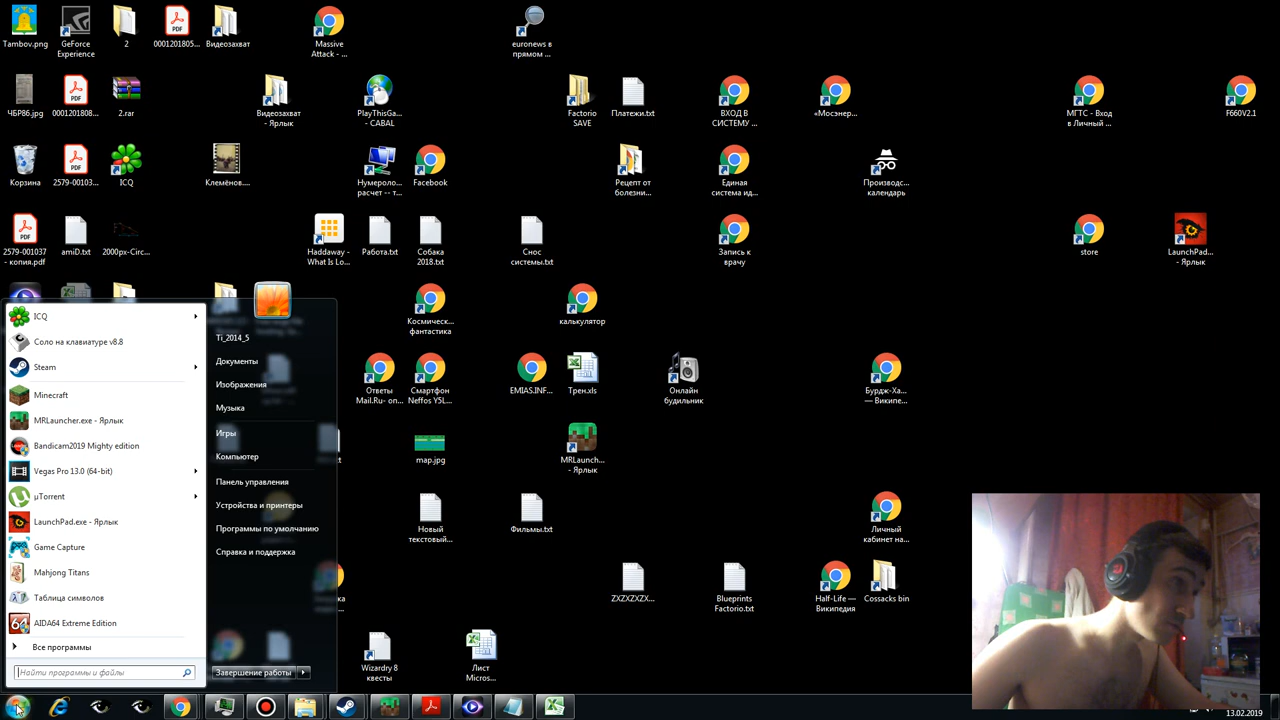 Tambov.png
GeForce
Experience
2
0001201805...
Видеозахват
Massive
Attack - ...
euronews в
прямом ...
ЧБР86.jpg
0001201808...
2.rar
Видеозахват
- Ярлык
PlayThisGa...
- CABAL
Factorio
SAVE
Платежи.txt
ВХОД В
СИСТЕМУ ...
«Мосэнер...
МГТС - Вход
в Личный ...
F660V2.1
Корзина
2579-00103...
ICQ
Клемёнов....
Нумероло...
расчет -- т...
Facebook
Рецепт от
болезни...
Единая
система ид...
Производс...
календарь
2579-001037
- копия.pdf
amiD.txt
2000px-Circ...
Haddaway -
What Is Lo...
Работа.txt
Собака
2018.txt
Снос
системы.txt
Запись к
врачу
store
LaunchPad...
- Ярлык
Космическ...
фантастика
калькулятор
Ответы
Mail.Ru- on...
Смартфон
Neffos Y5L...
EMIAS.INF...
Трен.xls
Онлайн
будильник
Бурдж-Ха...
— Википе...
map.jpg
MRLaunch...
- Ярлык
Новый
текстовый...
Фильмы.txt
Личный
кабинет на...
ZXZXZXZX...
Blueprints
Factorio.txt
Half-Life —
Википедия
Cossacks bin
Wizardry 8
квесты
Лист
Micros...
ICQ
Соло на клавиатуре v8.8
Steam
Minecraft
MRLauncher.exe - Ярлык
Bandicam2019 Mighty edition
Vegas Pro 13.0 (64-bit)
µTorrent
LaunchPad.exe - Ярлык
Game Capture
Mahjong Titans
Таблица символов
64
AIDA64 Extreme Edition
Все программы
Найти программы и файлы
Ti_2014_5
Документы
Изображения
Музыка
Игры
Компьютер
Панель управления
Устройства и принтеры
Программы по умолчанию
Справка и поддержка
Завершение работы
13.02.2019